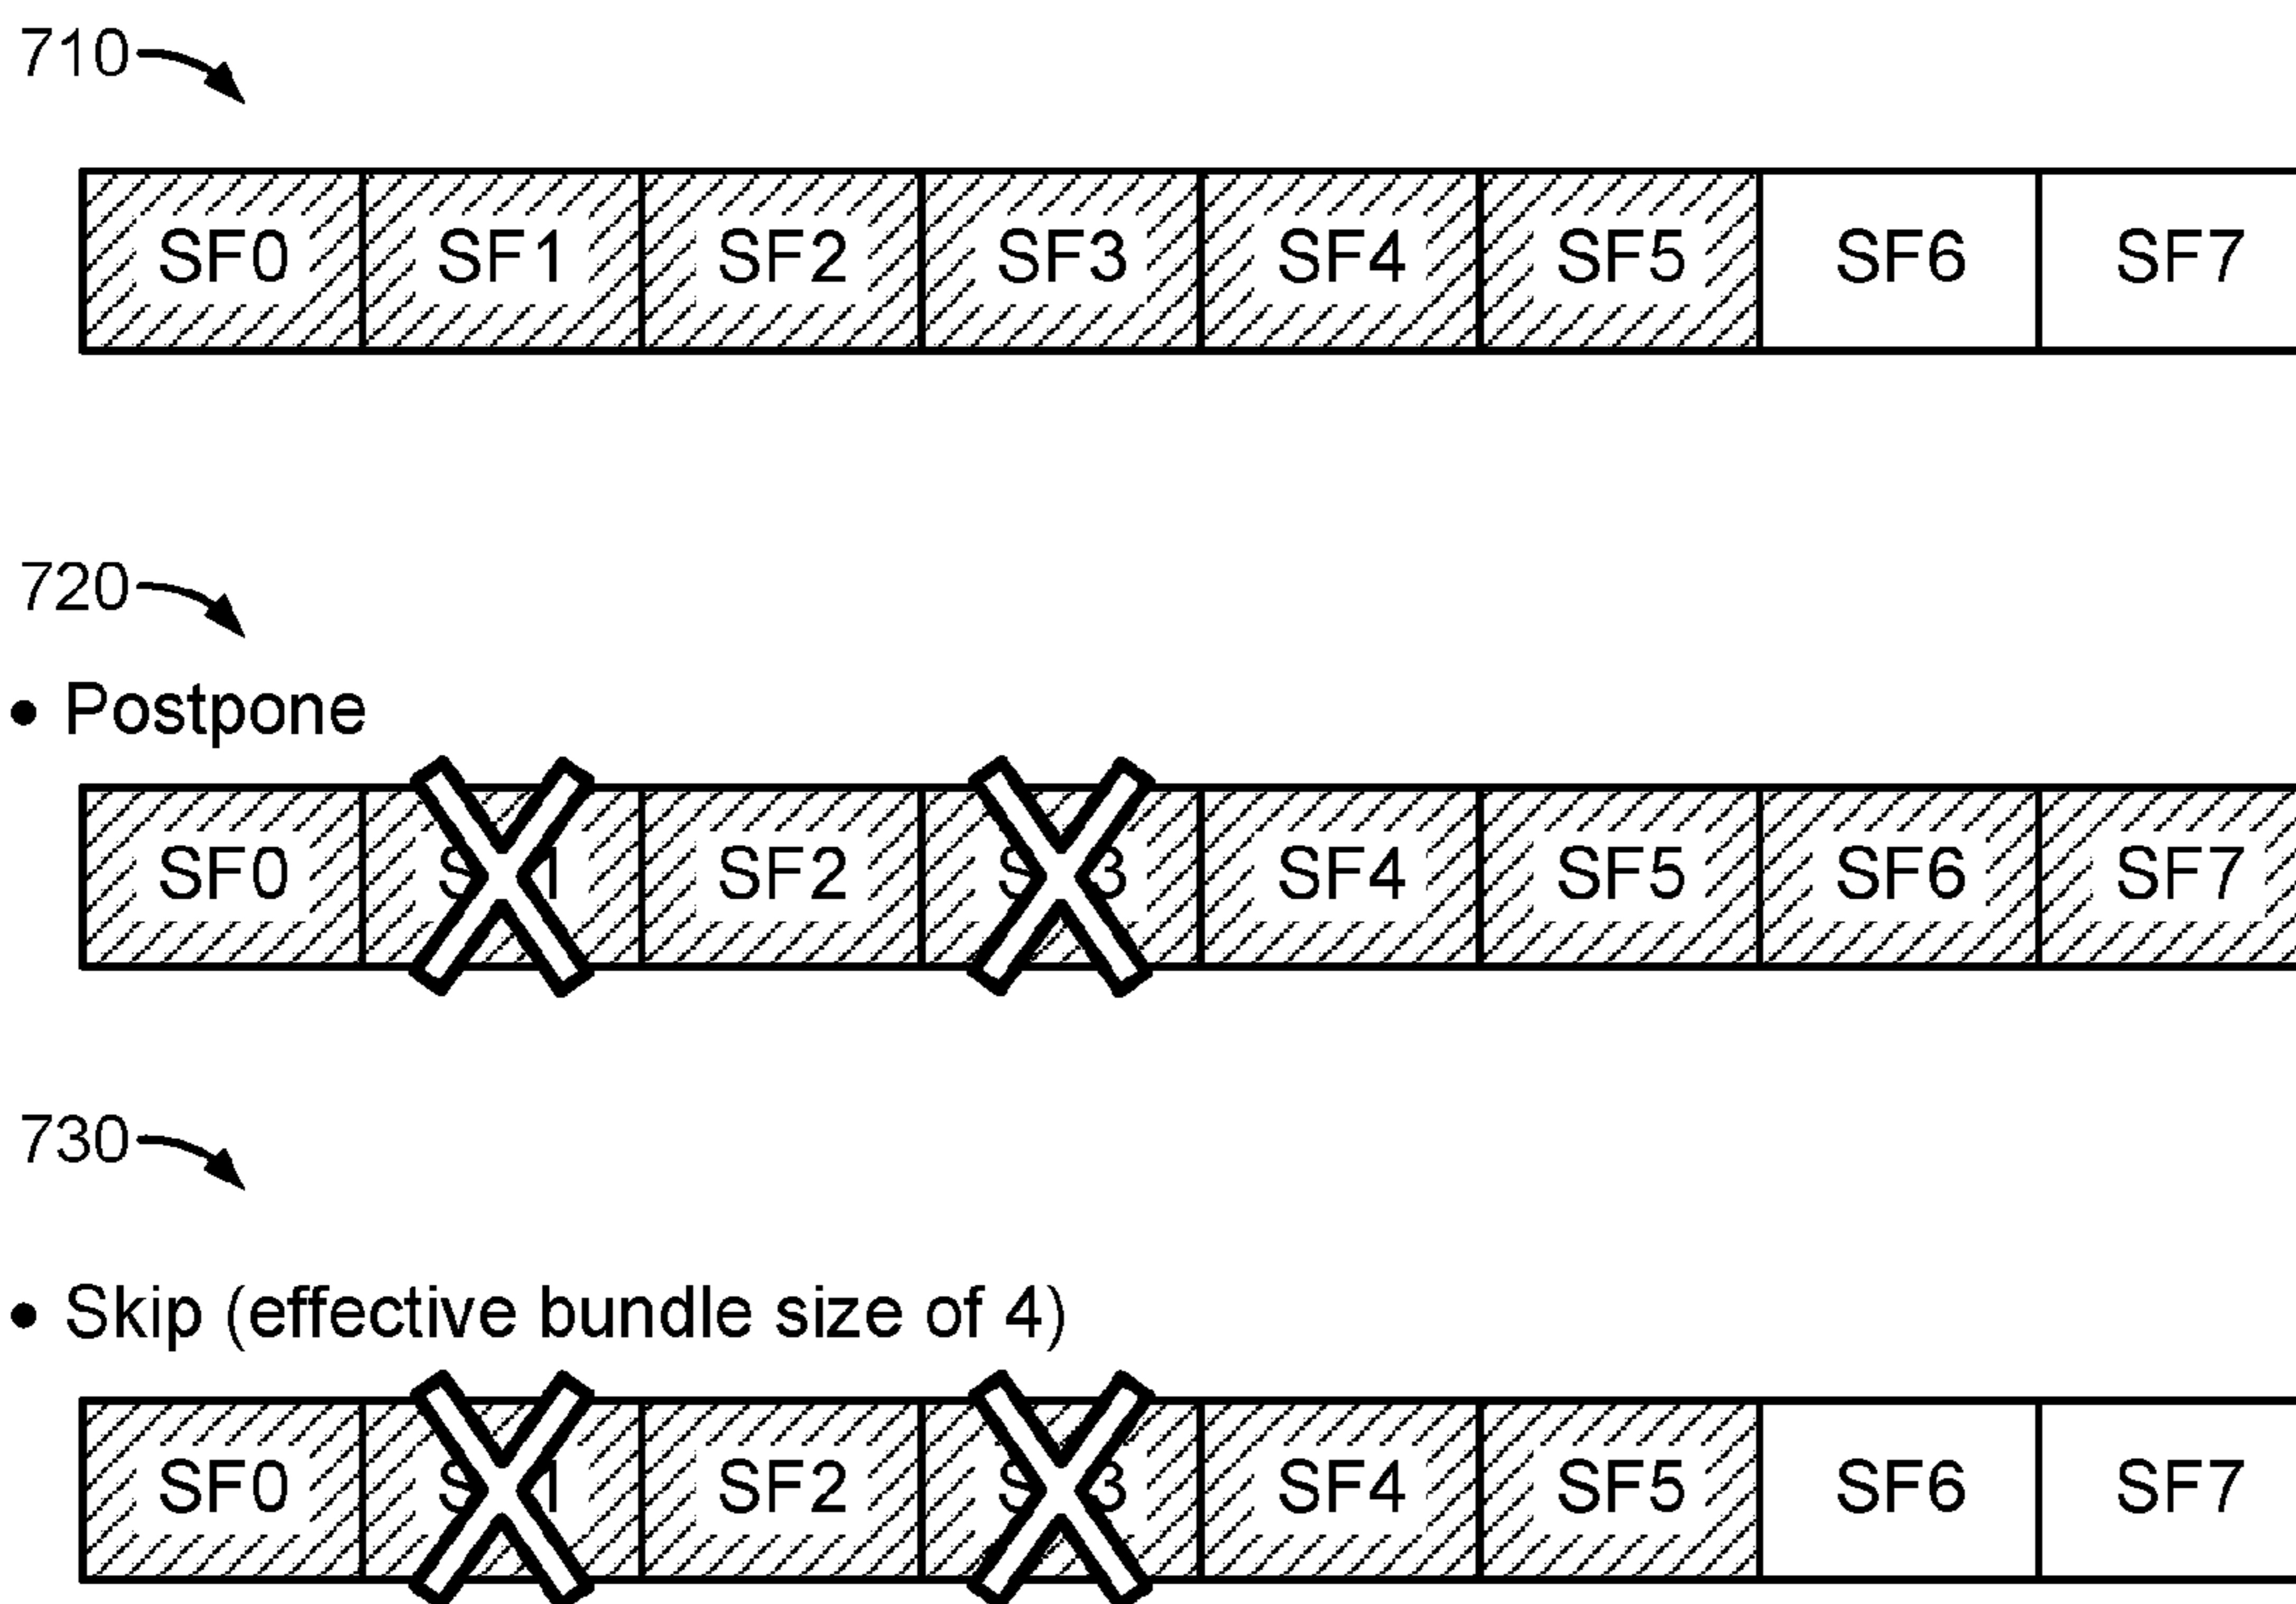 710
SF0 SF1 SF2 SF3 SF4 SF5 SF6 SF7
720
• Postpone
SF0 SF2 SF4 SF5 SF6 SF7
730
• Skip (effective bundle size of 4)
SF0 SF2 SF4 SF5 SF6 SF7